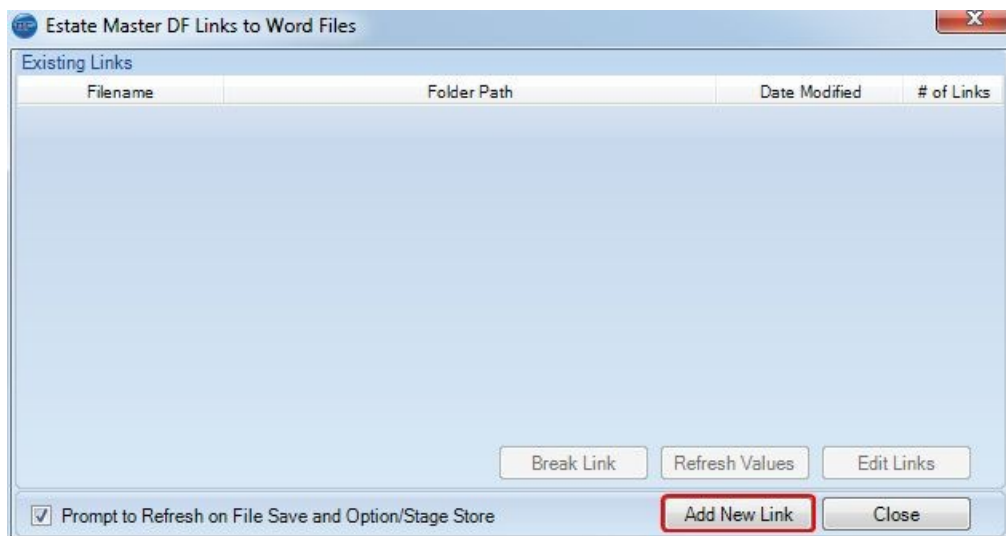 Estate Master DF Links to Word Files
Existing Links
Filename Folder Path Date Modified # of Links
Break Link Refresh Values Edit Links
Prompt to Refresh on File Save and Option/Stage Store Add New Link Close